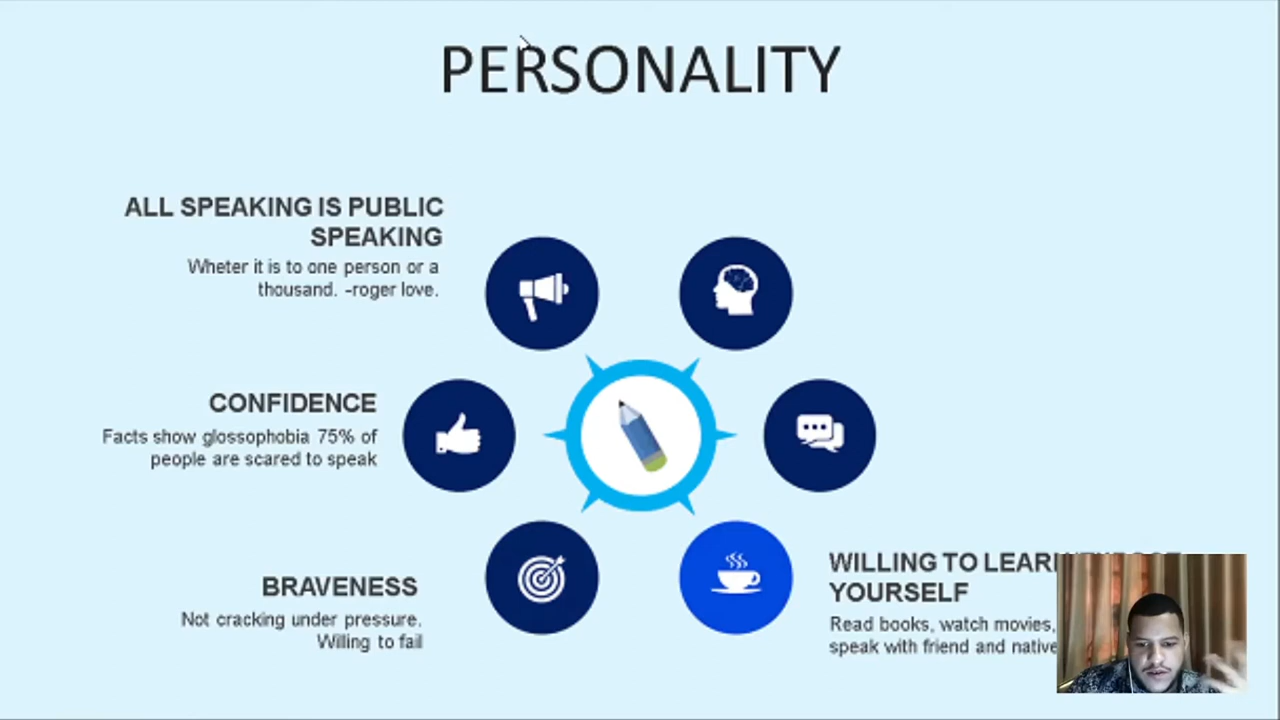 PERSONALITY
ALL SPEAKING IS PUBLIC
SPEAKING
Wheter it is to one person or a
thousand. -roger love.
CONFIDENCE
Facts show glossophobia 75% of
people are scared to speak
BRAVENESS
Not cracking under pressure.
Willing to fail
WILLING TO
YOURSELF
Read books, watch movies,
speak with friend and native